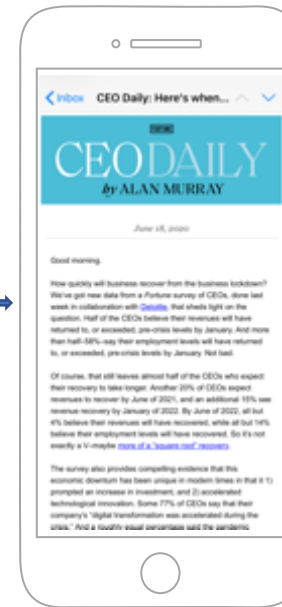 Inbox CEO Daily: Here's when...
FORTUNE
CEODAILY
by ALAN MURRAY
June 18, 2020
Good morning.
How quickly will business recover from the business lockdown?
We've got new data from a Fortune survey of CEOs, done last
week in collaboration with Deloitte, that sheds light on the
question. Half of the CEOs believe their revenues will have
returned to, or exceeded, pre-crisis levels by January. And more
than half-58%-say their employment levels will have returned
to, or exceeded, pre-crisis levels by January. Not bad.
Of course, that still leaves almost half of the CEOs who expect
their recovery to take longer. Another 20% of CEOs expect
revenues to recover by June of 2021, and an additional 15% see
revenue recovery by January of 2022. By June of 2022, all but
4% believe their revenues will have recovered, while all but 14%
believe their employment levels will have recovered. So it's not
exactly a V-maybe more of a "square root" recovery.
The survey also provides compelling evidence that this
economic downturn has been unique in modern times in that it 1)
prompted an increase in investment, and 2) accelerated
technological innovation. Some 77% of CEOs say that their
company's "digital transformation was accelerated during the
crisis." And a roughly equal percentage said the pandemic